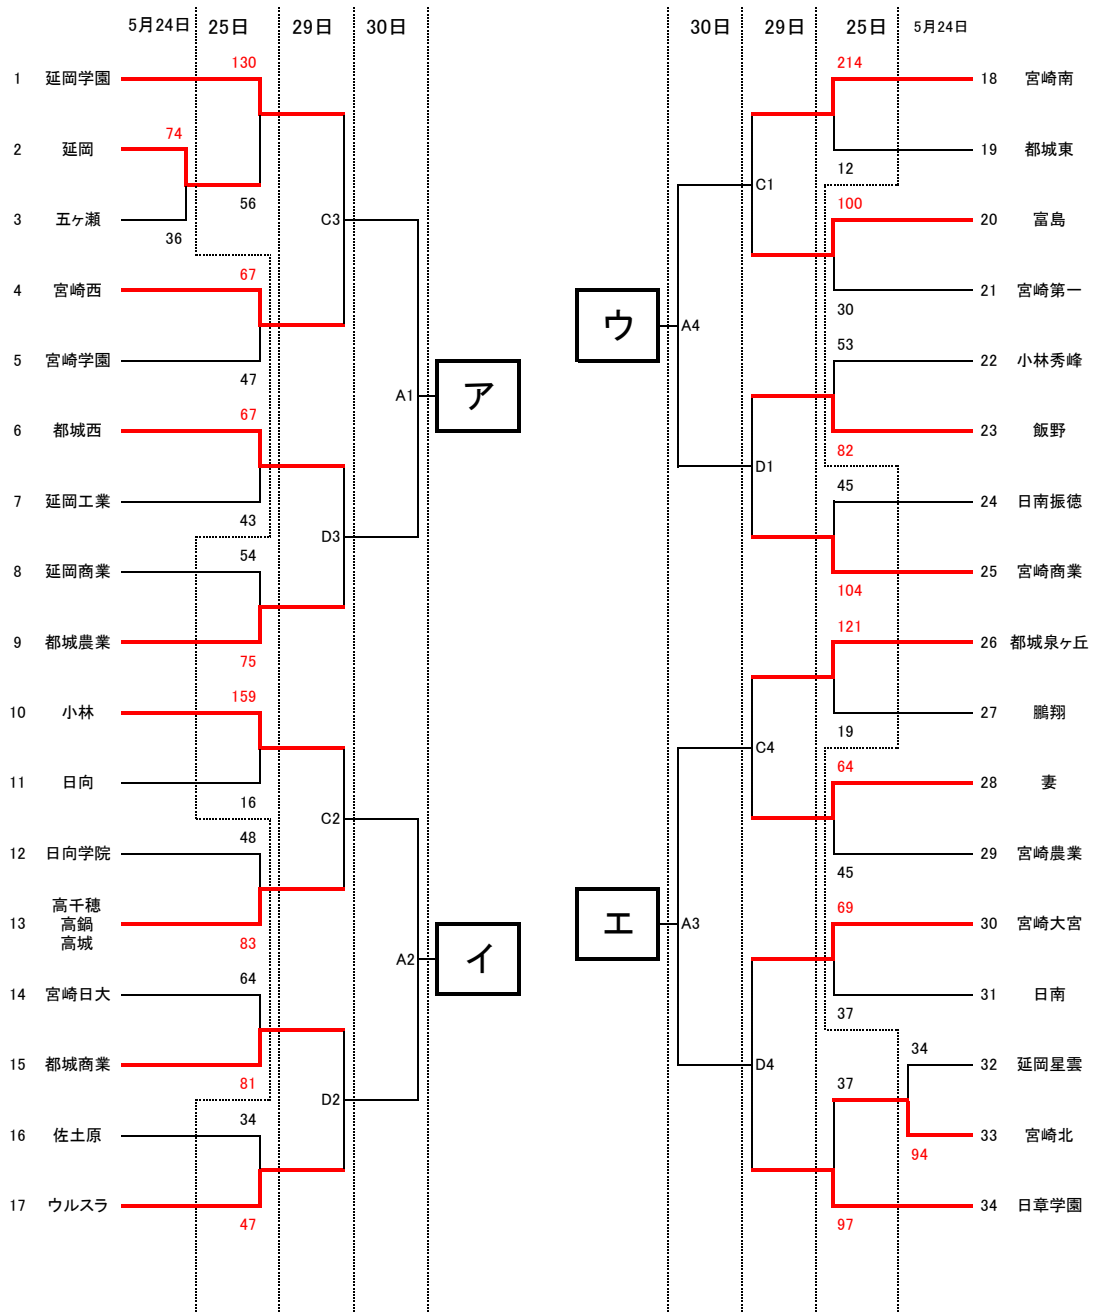 5月24日 25日 29日 30日
130
1 延岡学園
74
2 延岡
56
3 五ヶ瀬
36
C3
67
4 宮崎西
5 宮崎学園
47
A1
ア
67
6 都城西
7 延岡工業
43
D3
54
8 延岡商業
9 都城農業
75
159
10 小林
11 日向
16
C2
48
12 日向学院
高千穂
13 高鍋
高城
83
A2
イ
64
14 宮崎日大
15 都城商業
81
D2
34
16 佐土原
17 ウルスラ
47
30日 29日 25日 5月24日
214
18 宮崎南
19 都城東
12
C1
100
20 富島
21 宮崎第一
30
ウ
A4
53
22 小林秀峰
23 飯野
82
D1
45
24 日南振徳
25 宮崎商業
104
121
26 都城泉ヶ丘
27 鵬翔
19
C4
64
28 妻
29 宮崎農業
45
エ
A3
69
30 宮崎大宮
31 日南
37
34
32 延岡星雲
D4
37
33 宮崎北
94
34 日章学園
97